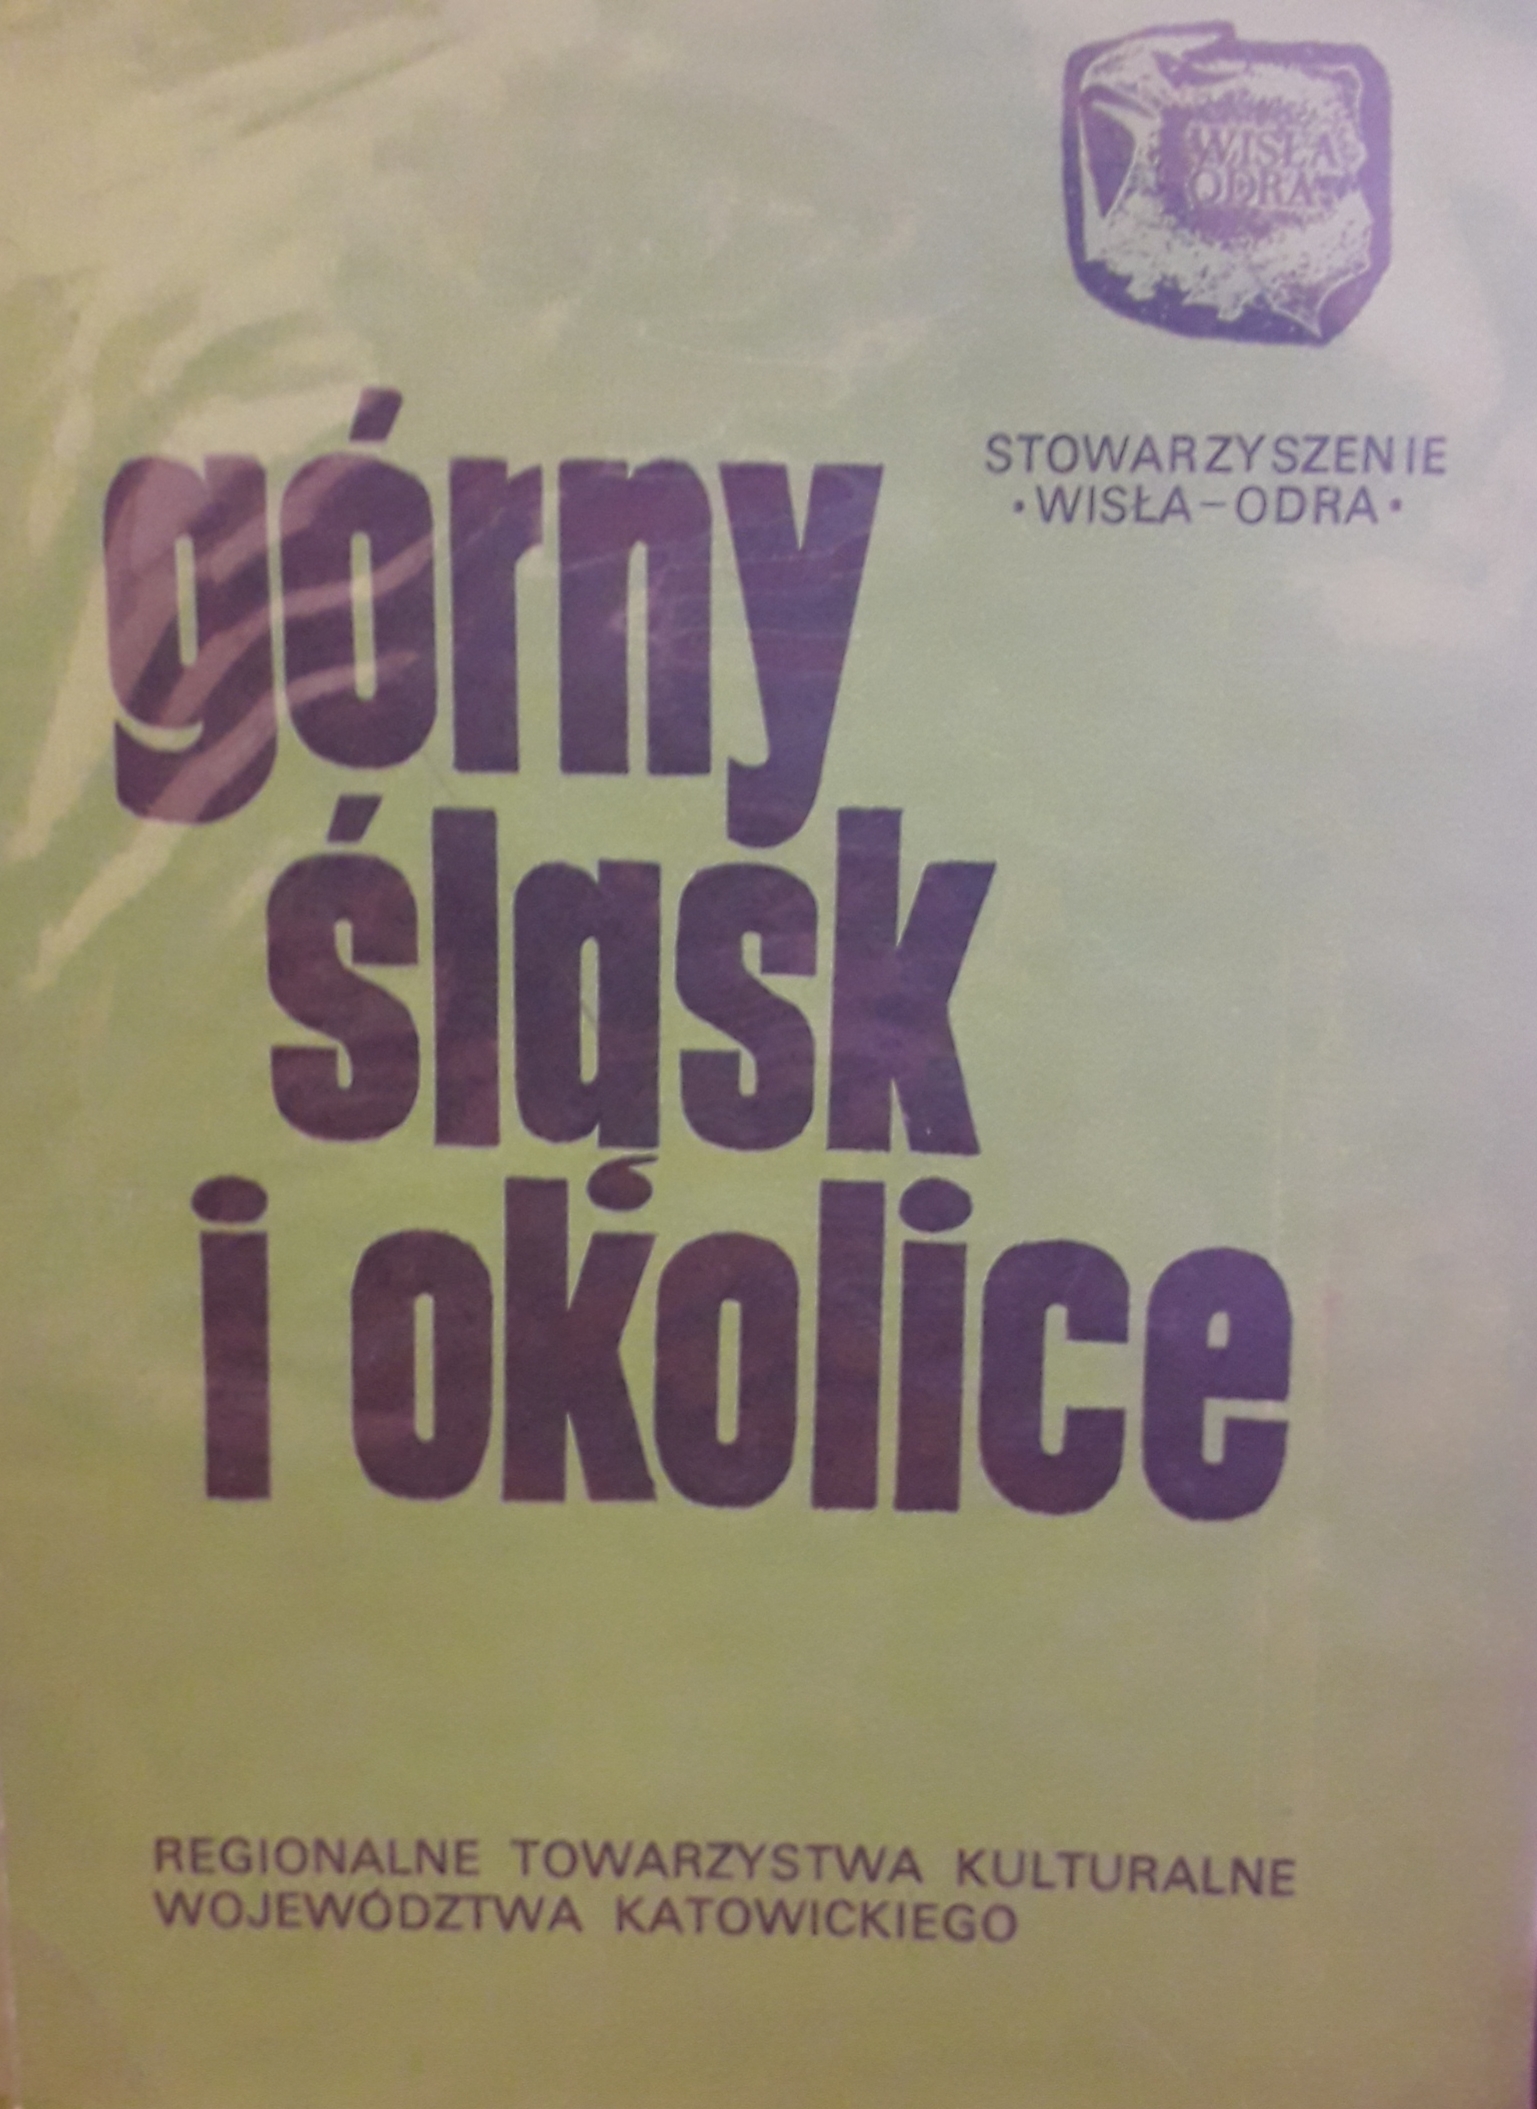 WISŁA
ODRA
STOWARZYSZENIE
•WISŁA-ODRA•
górny
śląsk
i okolice
REGIONALNE TOWARZYSTWA KULTURALNE
WOJEWÓDZTWA KATOWICKIEGO